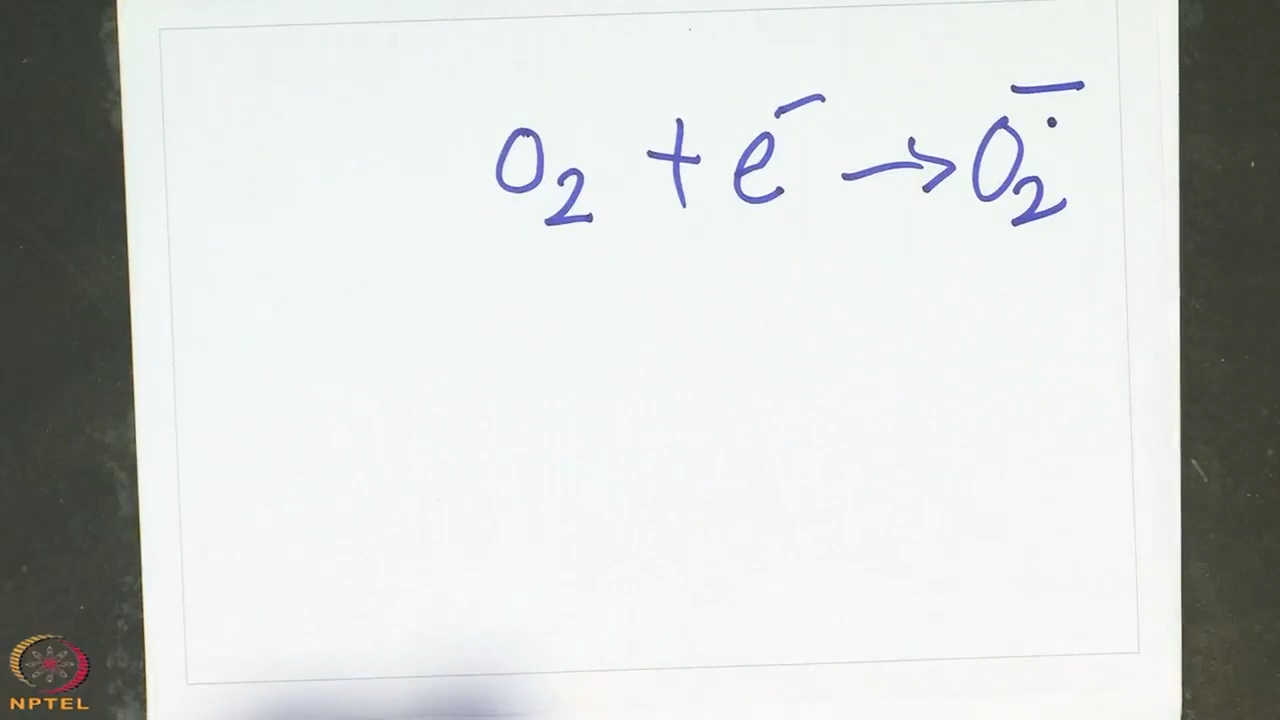 O₂ + e⁻ → O₂˙⁻
NPTEL